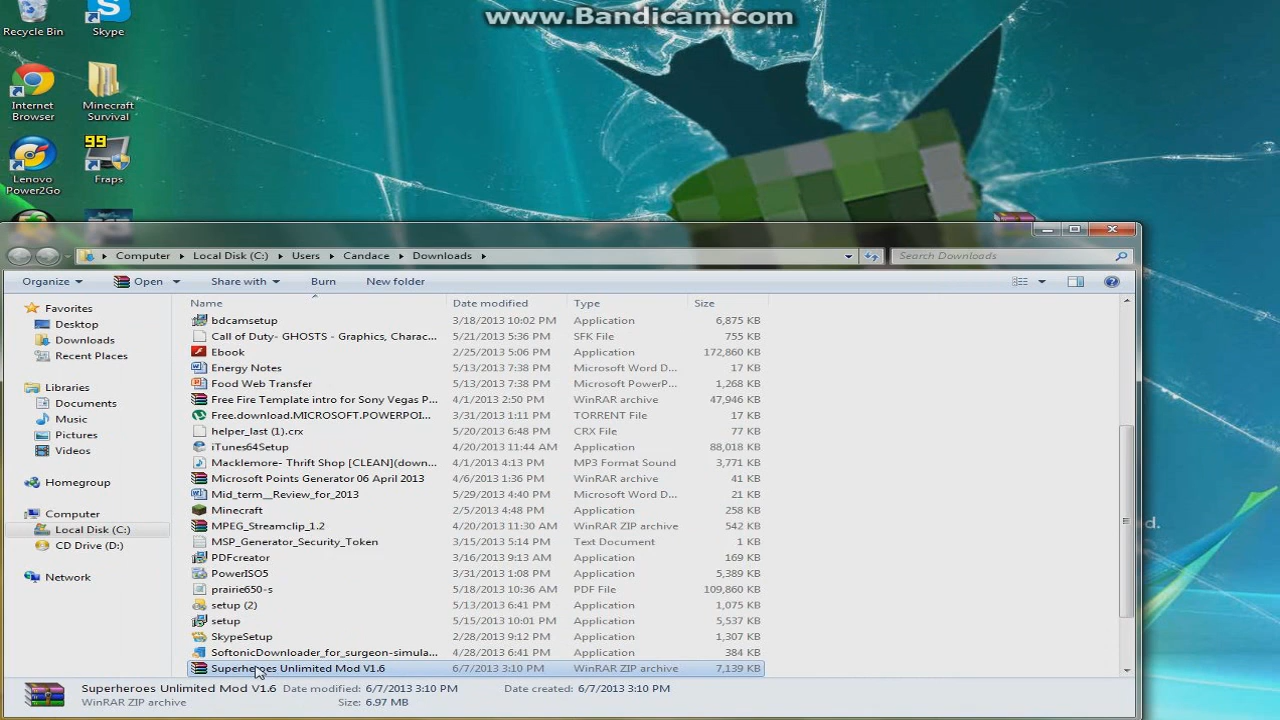 www.Bandicam.com
Recycle Bin
Skype
Internet Browser
Minecraft Survival
99
Lenovo Power2Go
Fraps
Computer Local Disk (C:) Users Candace Downloads
Search Downloads
Organize Open Share with Burn New folder
Name Date modified Type Size
Favorites
Desktop
Downloads
Recent Places
Libraries
Documents
Music
Pictures
Videos
Homegroup
Computer
Local Disk (C:)
CD Drive (D:)
Network
bdcamsetup 3/18/2013 10:02 PM Application 6,875 KB
Call of Duty- GHOSTS - Graphics, Charac... 5/21/2013 5:36 PM SFK File 755 KB
Ebook 2/25/2013 5:06 PM Application 172,860 KB
Energy Notes 5/13/2013 7:38 PM Microsoft Word D... 17 KB
Food Web Transfer 5/13/2013 7:38 PM Microsoft PowerP... 1,268 KB
Free Fire Template intro for Sony Vegas P... 4/1/2013 2:50 PM WinRAR archive 47,946 KB
Free.download.MICROSOFT.POWERPOI... 3/31/2013 1:11 PM TORRENT File 17 KB
helper_last (1).crx 5/20/2013 6:48 PM CRX File 77 KB
iTunes64Setup 4/20/2013 11:44 AM Application 88,018 KB
Macklemore- Thrift Shop [CLEAN](down... 4/1/2013 4:13 PM MP3 Format Sound 3,771 KB
Microsoft Points Generator 06 April 2013 4/6/2013 1:36 PM WinRAR archive 41 KB
Mid_term__Review_for_2013 5/29/2013 4:40 PM Microsoft Word D... 21 KB
Minecraft 2/5/2013 4:48 PM Application 258 KB
MPEG_Streamclip_1.2 4/20/2013 11:30 AM WinRAR ZIP archive 542 KB
MSP_Generator_Security_Token 3/15/2013 5:14 PM Text Document 1 KB
PDFcreator 3/16/2013 9:13 AM Application 169 KB
PowerISO5 3/31/2013 1:08 PM Application 5,389 KB
prairie650-s 5/18/2013 10:36 AM PDF File 109,860 KB
setup (2) 5/13/2013 6:41 PM Application 1,075 KB
setup 5/15/2013 10:01 PM Application 5,537 KB
SkypeSetup 2/28/2013 9:12 PM Application 1,307 KB
SoftonicDownloader_for_surgeon-simula... 4/28/2013 6:41 PM Application 384 KB
Superheroes Unlimited Mod V1.6 6/7/2013 3:10 PM WinRAR ZIP archive 7,139 KB
d.
Superheroes Unlimited Mod V1.6 Date modified: 6/7/2013 3:10 PM Date created: 6/7/2013 3:10 PM
WinRAR ZIP archive Size: 6.97 MB